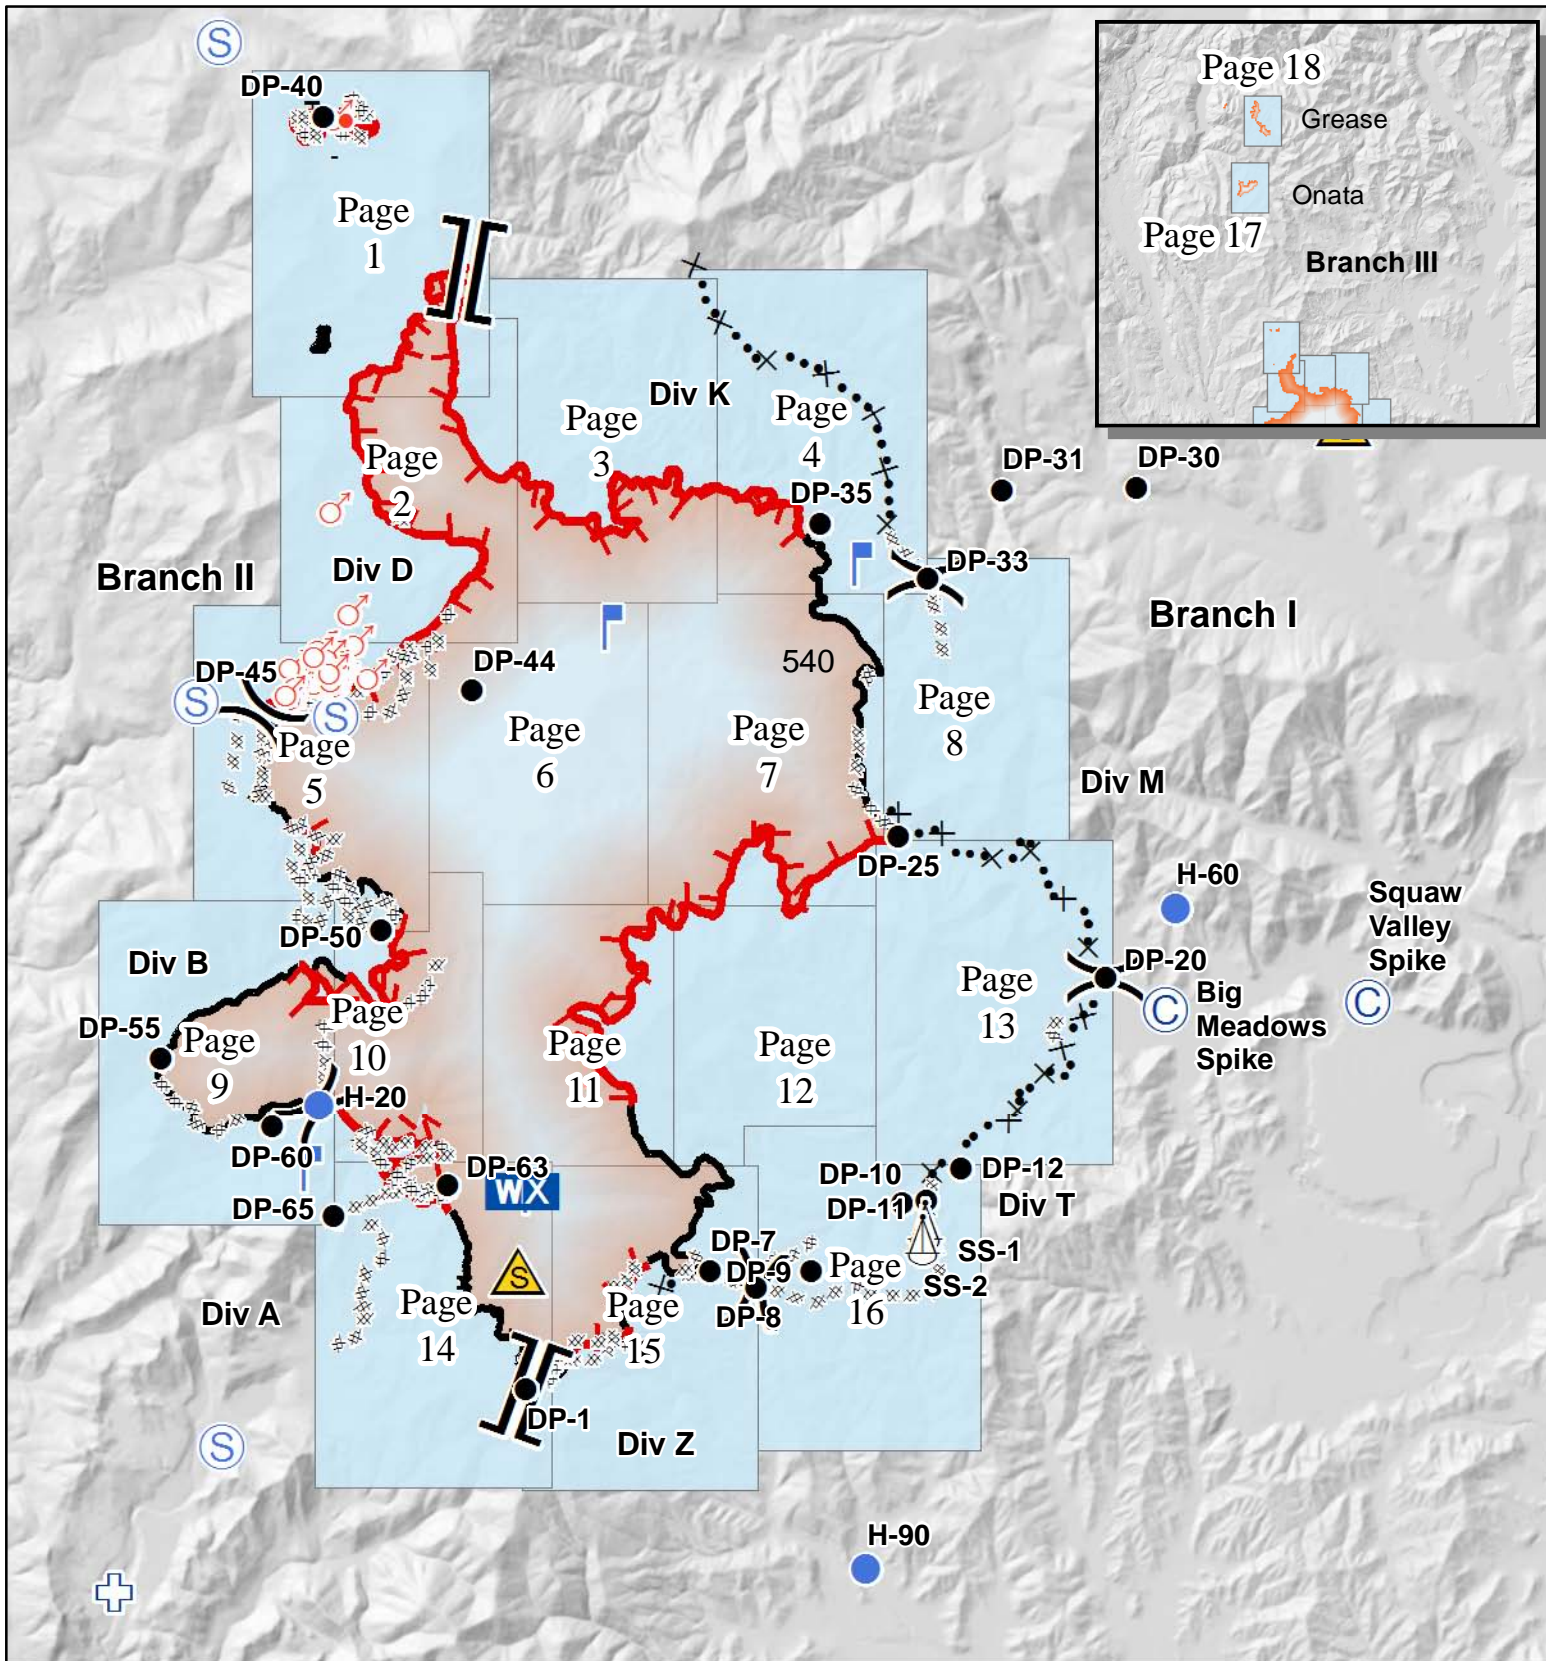 S
DP-40
Page
1
Page 18
Grease
Onata
Page 17
Branch III
Div K
Page
3
Page
4
Page
2
DP-31
DP-30
DP-35
DP-33
Branch II
Div D
Branch I
DP-45
S
S
DP-44
540
Page
5
Page
6
Page
7
Page
8
Div M
DP-25
H-60
Squaw
Valley
Spike
C
DP-50
Div B
DP-20
C
Big
Meadows
Spike
Page
13
DP-55
Page
9
Page
10
Page
11
Page
12
H-20
DP-60
DP-63
WX
DP-65
DP-10
DP-11
DP-12
Div T
SS-1
SS-2
DP-7
DP-9
DP-8
Page
16
S
Div A
Page
14
Page
15
DP-1
Div Z
S
H-90